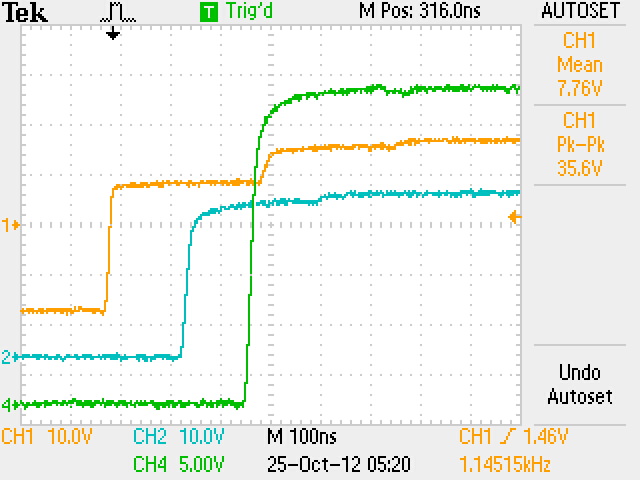 Tek T Trig'd M Pos: 316.0ns AUTOSET
CH1
Mean
7.76V
CH1
Pk-Pk
35.6V
1
2
4
Undo
Autoset
CH1 10.0V CH2 10.0V M 100ns CH1 1.46V
CH4 5.00V 25-Oct-12 05:20 1.14515kHz